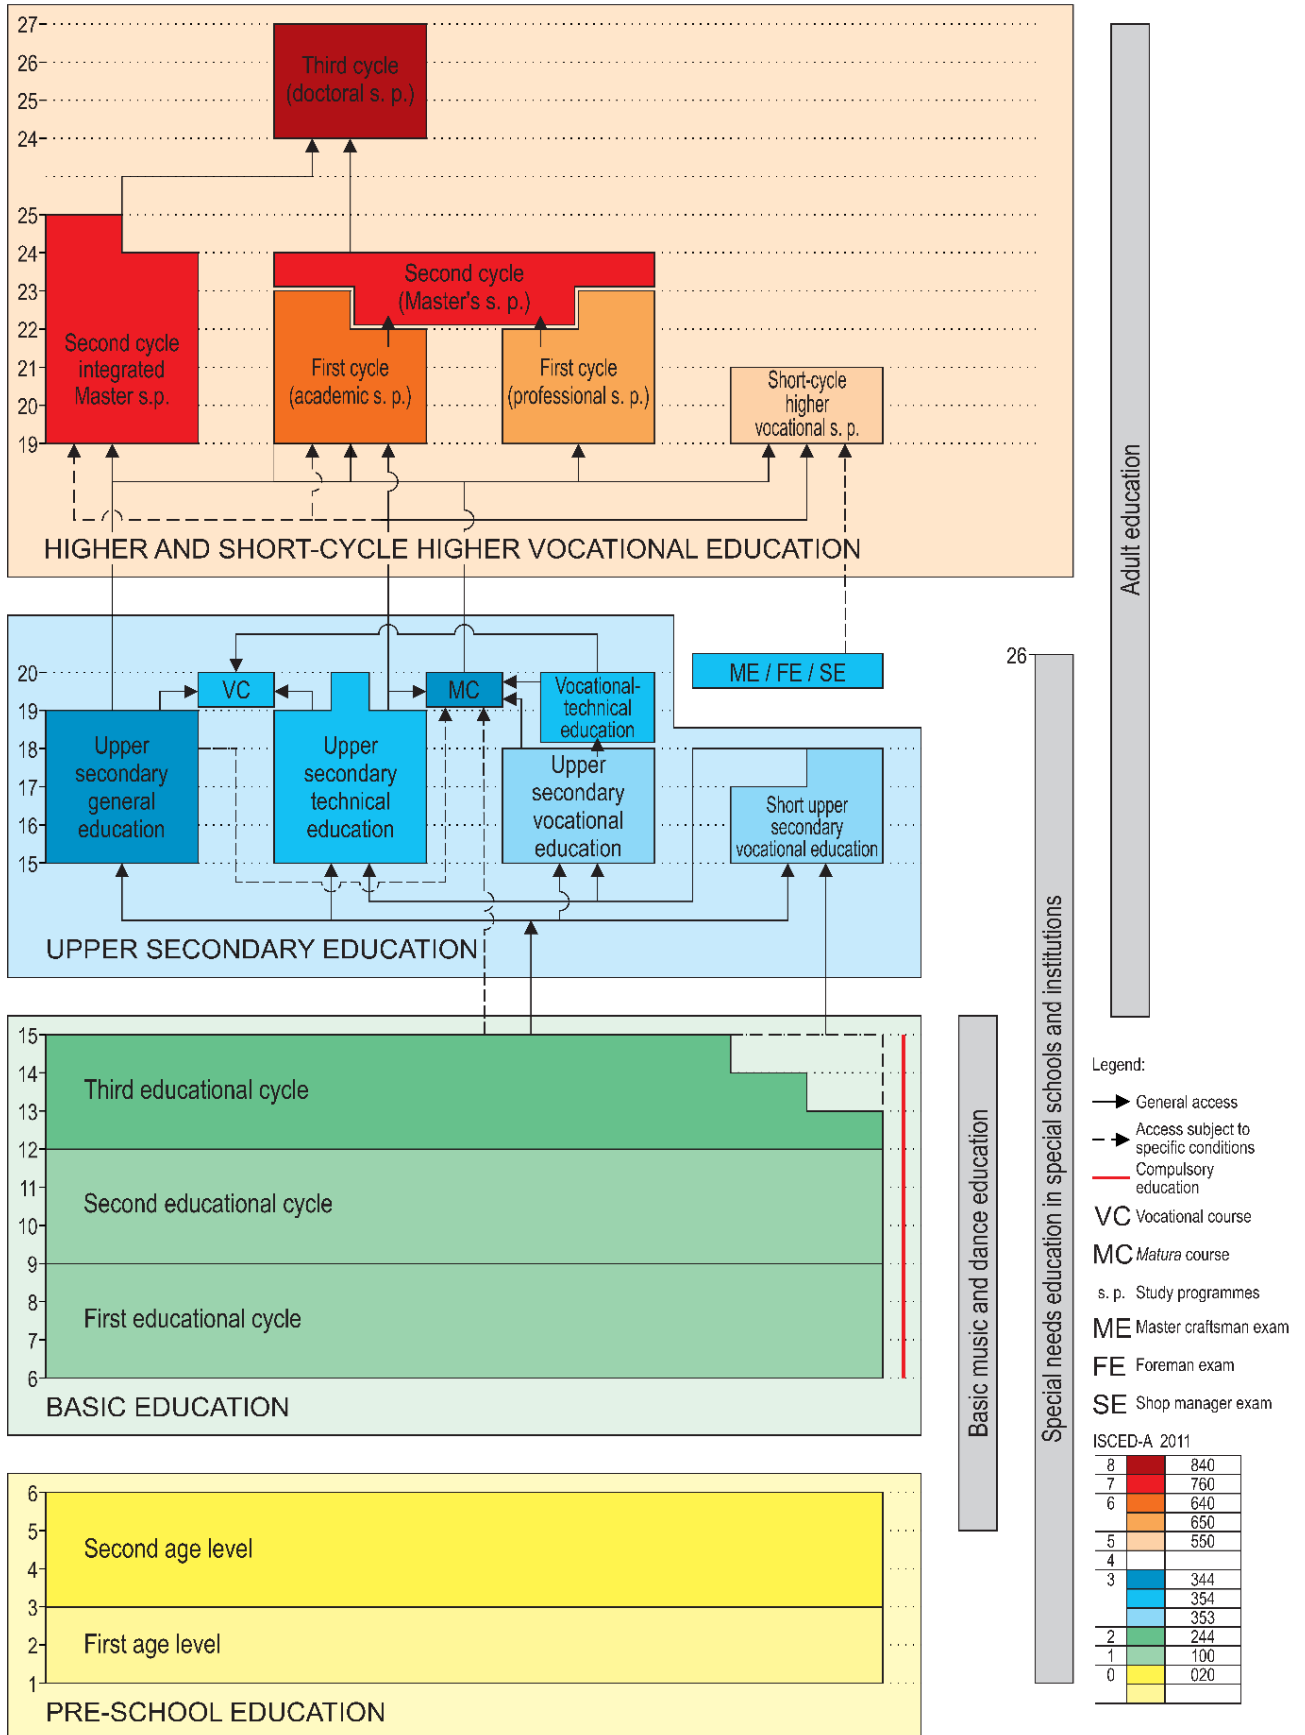 27
26
25
24
Third cycle
(doctoral s. p.)
25
24
23
22
21
20
19
Second cycle
integrated
Master s.p.
Second cycle
(Master's s. p.)
First cycle
(academic s. p.)
First cycle
(professional s. p.)
Short-cycle
higher
vocational s. p.
HIGHER AND SHORT-CYCLE HIGHER VOCATIONAL EDUCATION
20
19
18
17
16
15
VC
MC
Vocational-
technical
education
ME / FE / SE
Upper
secondary
general
education
Upper
secondary
technical
education
Upper
secondary
vocational
education
Short upper
secondary
vocational education
UPPER SECONDARY EDUCATION
15
14
13
12
11
10
9
8
7
6
Third educational cycle
Second educational cycle
First educational cycle
BASIC EDUCATION
6
5
4
3
2
1
Second age level
First age level
PRE-SCHOOL EDUCATION
Basic music and dance education
26
Special needs education in special schools and institutions
Adult education
Legend:
General access
Access subject to
specific conditions
Compulsory
education
VC Vocational course
MC Matura course
s. p. Study programmes
ME Master craftsman exam
FE Foreman exam
SE Shop manager exam
ISCED-A 2011
8 840
7 760
6 640
650
5 550
4
3 344
354
353
2 244
1 100
0 020